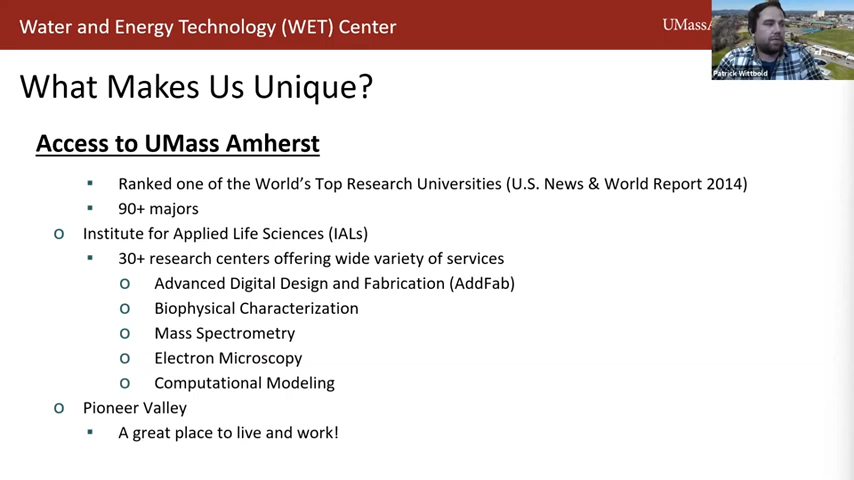 Water and Energy Technology (WET) Center
UMassA
Patrick Wittbold
What Makes Us Unique?
Access to UMass Amherst
▪ Ranked one of the World's Top Research Universities (U.S. News & World Report 2014)
▪ 90+ majors
o Institute for Applied Life Sciences (IALs)
▪ 30+ research centers offering wide variety of services
o Advanced Digital Design and Fabrication (AddFab)
o Biophysical Characterization
o Mass Spectrometry
o Electron Microscopy
o Computational Modeling
o Pioneer Valley
▪ A great place to live and work!